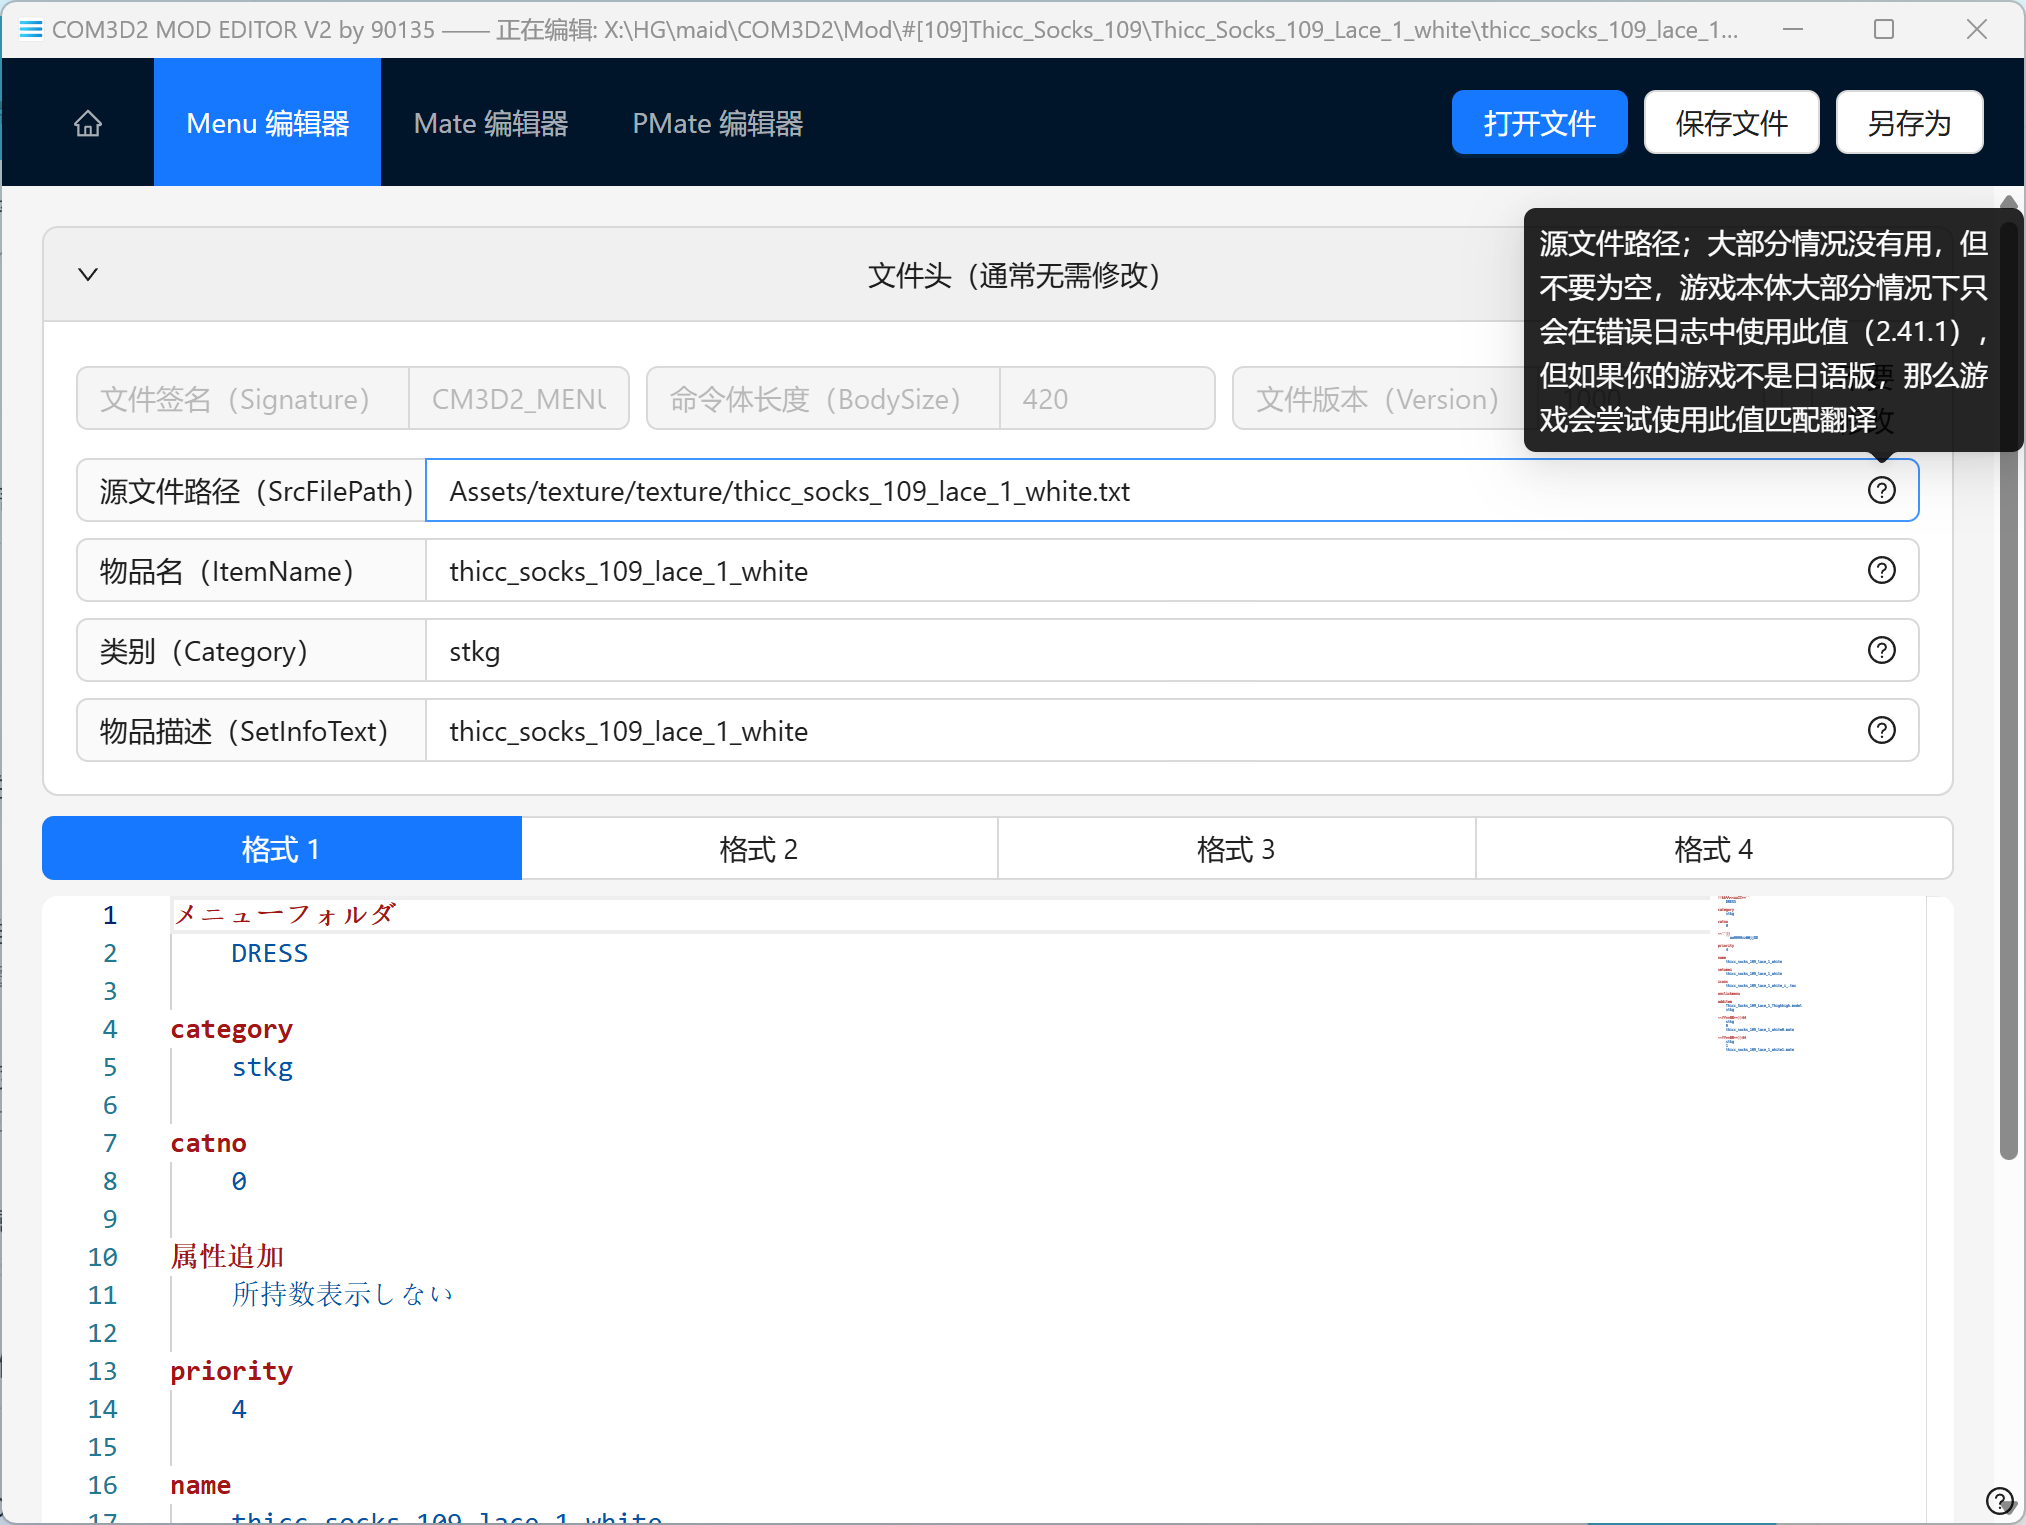 COM3D2 MOD EDITOR V2 by 90135 —— 正在编辑: X:\HG\maid\COM3D2\Mod\#[109]Thicc_Socks_109\Thicc_Socks_109_Lace_1_white\thicc_socks_109_lace_1...
Menu 编辑器 Mate 编辑器 PMate 编辑器 打开文件 保存文件 另存为
文件头（通常无需修改）
源文件路径；大部分情况没有用，但
不要为空，游戏本体大部分情况下只
会在错误日志中使用此值（2.41.1），
但如果你的游戏不是日语版，那么游
戏会尝试使用此值匹配翻译
文件签名（Signature） CM3D2_MENU 命令体长度（BodySize） 420 文件版本（Version） 1000
源文件路径（SrcFilePath） Assets/texture/texture/thicc_socks_109_lace_1_white.txt
物品名（ItemName） thicc_socks_109_lace_1_white
类别（Category） stkg
物品描述（SetInfoText） thicc_socks_109_lace_1_white
格式 1 格式 2 格式 3 格式 4
1 メニューフォルダ
2 DRESS
3
4 category
5 stkg
6
7 catno
8 0
9
10 属性追加
11 所持数表示しない
12
13 priority
14 4
15
16 name
17 thicc_socks_109_lace_1_white